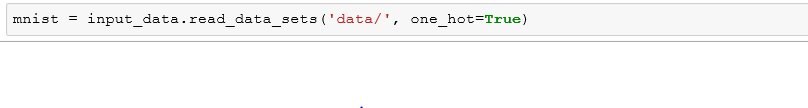 mnist = input_data.read_data_sets('data/', one_hot=True)